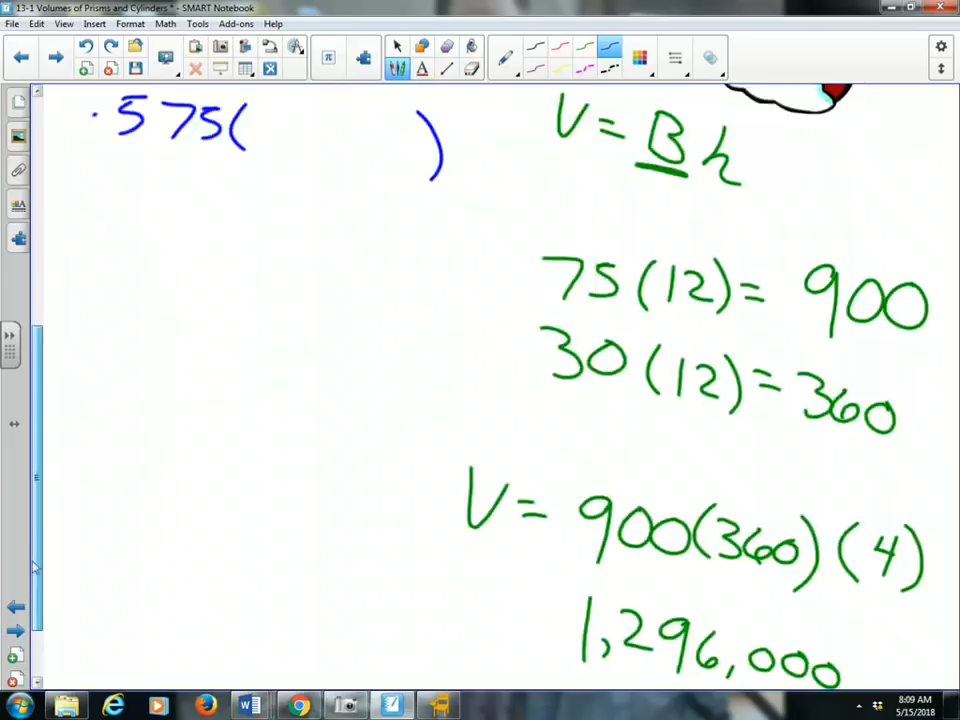 13-1 Volumes of Prisms and Cylinders * - SMART Notebook
File Edit View Insert Format Math Tools Add-ons Help
.575( )
V = B h
75(12) = 900
30(12) = 360
V = 900(360)(4)
1,296,000
8:09 AM
5/15/2018